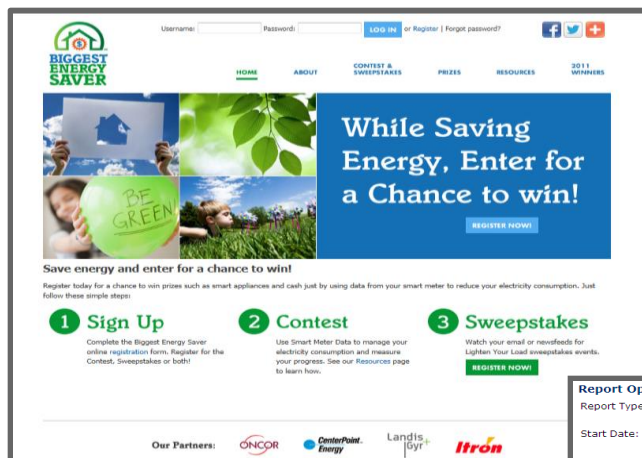 Username:
Password:
LOG IN or Register | Forgot password?
BIGGEST
ENERGY
SAVER
HOME
ABOUT
CONTEST &
SWEEPSTAKES
PRIZES
RESOURCES
2011
WINNERS
BE
GREEN!
While Saving
Energy, Enter for
a Chance to win!
REGISTER NOW!
Save energy and enter for a chance to win!
Register today for a chance to win prizes such as smart appliances and cash just by using data from your smart meter to reduce your electricity consumption. Just
follow these simple steps:
1 Sign Up
Complete the Biggest Energy Saver
online registration form. Register for the
Contest, Sweepstakes or both!
2 Contest
Use Smart Meter Data to manage your
electricity consumption and measure
your progress. See our Resources page
to learn how.
3 Sweepstakes
Watch your email or newsfeeds for
Lighten Your Load sweepstakes events.
REGISTER NOW!
Report Op
Report Type
Start Date:
Our Partners:
ONCOR
CenterPoint.
Energy
Landis
Gyr+
Itrón